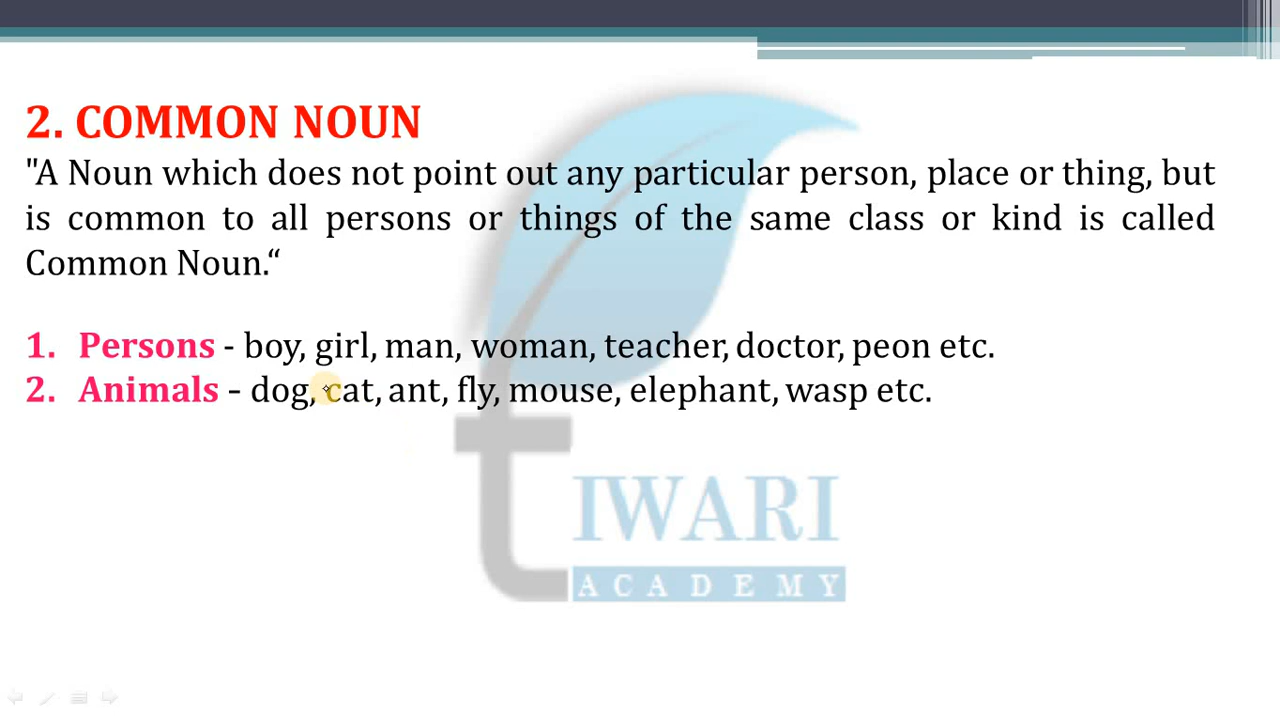 2. COMMON NOUN
"A Noun which does not point out any particular person, place or thing, but
is common to all persons or things of the same class or kind is called
Common Noun.“
1. Persons - boy, girl, man, woman, teacher, doctor, peon etc.
2. Animals – dog, cat, ant, fly, mouse, elephant, wasp etc.
tIWARI
ACADEMY